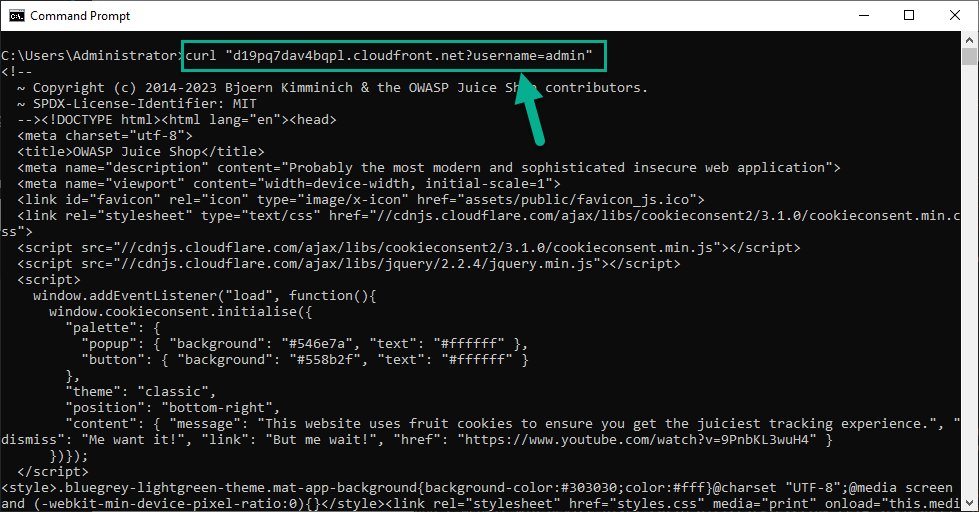 Command Prompt
C:\Users\Administrator>curl "d19pq7dav4bqpl.cloudfront.net?username=admin"
<!--
  ~ Copyright (c) 2014-2023 Bjoern Kimminich & the OWASP Juice Shop contributors.
  ~ SPDX-License-Identifier: MIT
  --><!DOCTYPE html><html lang="en"><head>
  <meta charset="utf-8">
  <title>OWASP Juice Shop</title>
  <meta name="description" content="Probably the most modern and sophisticated insecure web application">
  <meta name="viewport" content="width=device-width, initial-scale=1">
  <link id="favicon" rel="icon" type="image/x-icon" href="assets/public/favicon_js.ico">
  <link rel="stylesheet" type="text/css" href="//cdnjs.cloudflare.com/ajax/libs/cookieconsent2/3.1.0/cookieconsent.min.c
ss">
  <script src="//cdnjs.cloudflare.com/ajax/libs/cookieconsent2/3.1.0/cookieconsent.min.js"></script>
  <script src="//cdnjs.cloudflare.com/ajax/libs/jquery/2.2.4/jquery.min.js"></script>
  <script>
    window.addEventListener("load", function(){
      window.cookieconsent.initialise({
        "palette": {
          "popup": { "background": "#546e7a", "text": "#ffffff" },
          "button": { "background": "#558b2f", "text": "#ffffff" }
        },
        "theme": "classic",
        "position": "bottom-right",
        "content": { "message": "This website uses fruit cookies to ensure you get the juiciest tracking experience.", "
dismiss": "Me want it!", "link": "But me wait!", "href": "https://www.youtube.com/watch?v=9PnbKL3wuH4" }
      })});
  </script>
<style>.bluegrey-lightgreen-theme.mat-app-background{background-color:#303030;color:#fff}@charset "UTF-8";@media screen
and (-webkit-min-device-pixel-ratio:0){}</style><link rel="stylesheet" href="styles.css" media="print" onload="this.medi